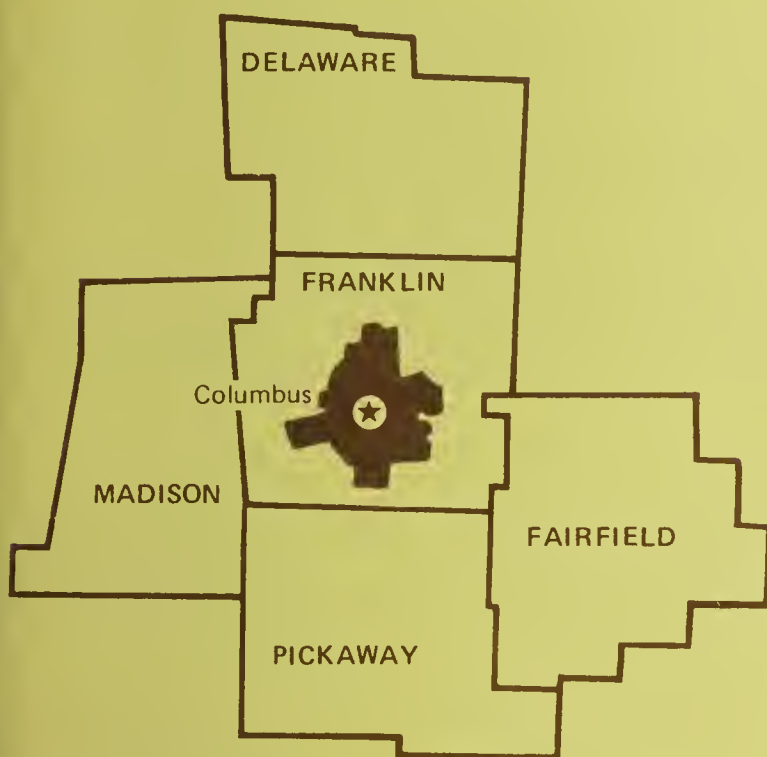 DELAWARE
FRANKLIN
Columbus
MADISON
FAIRFIELD
PICKAWAY